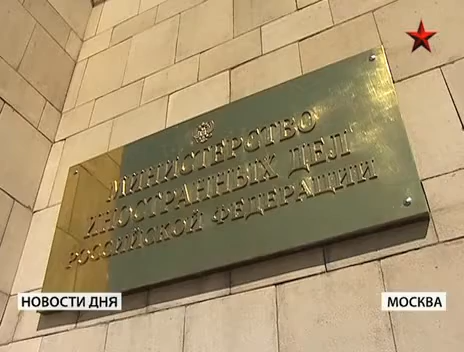 МИНИСТЕРСТВО
ИНОСТРАННЫХ ДЕЛ
РОССИЙСКОЙ ФЕДЕРАЦИИ
НОВОСТИ ДНЯ
МОСКВА